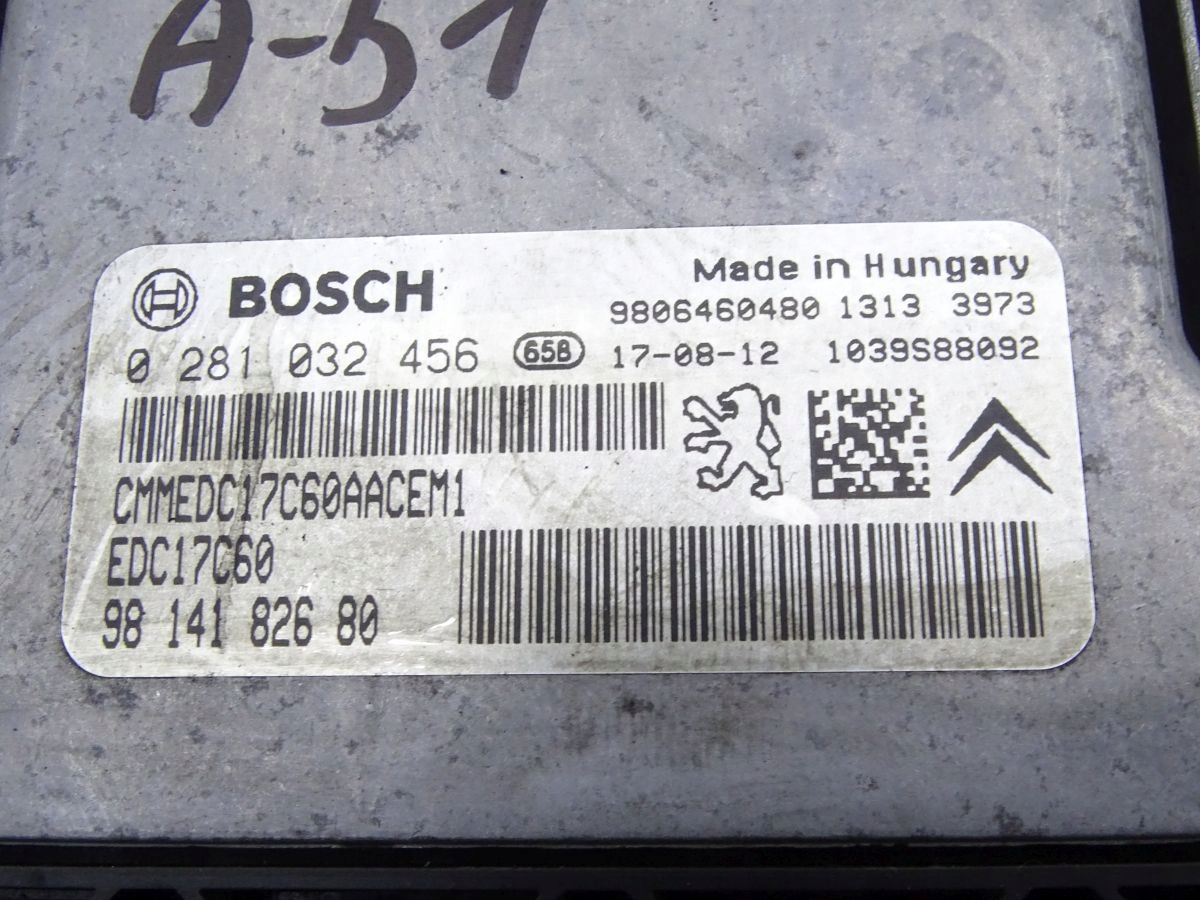 A-51
BOSCH
Made in Hungary
9806460480 1313 3973
0 281 032 456 65B 17-08-12 1039S88092
CMMEDC17C60AACEM1
EDC17C60
98 141 826 80